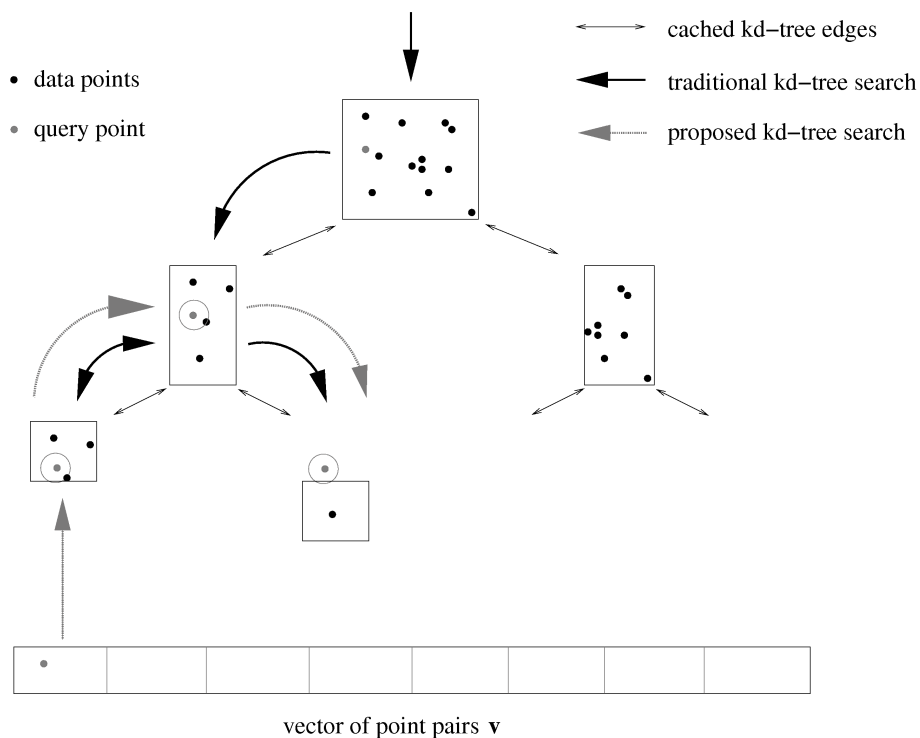 cached kd−tree edges
data points
traditional kd−tree search
query point
proposed kd−tree search
vector of point pairs v